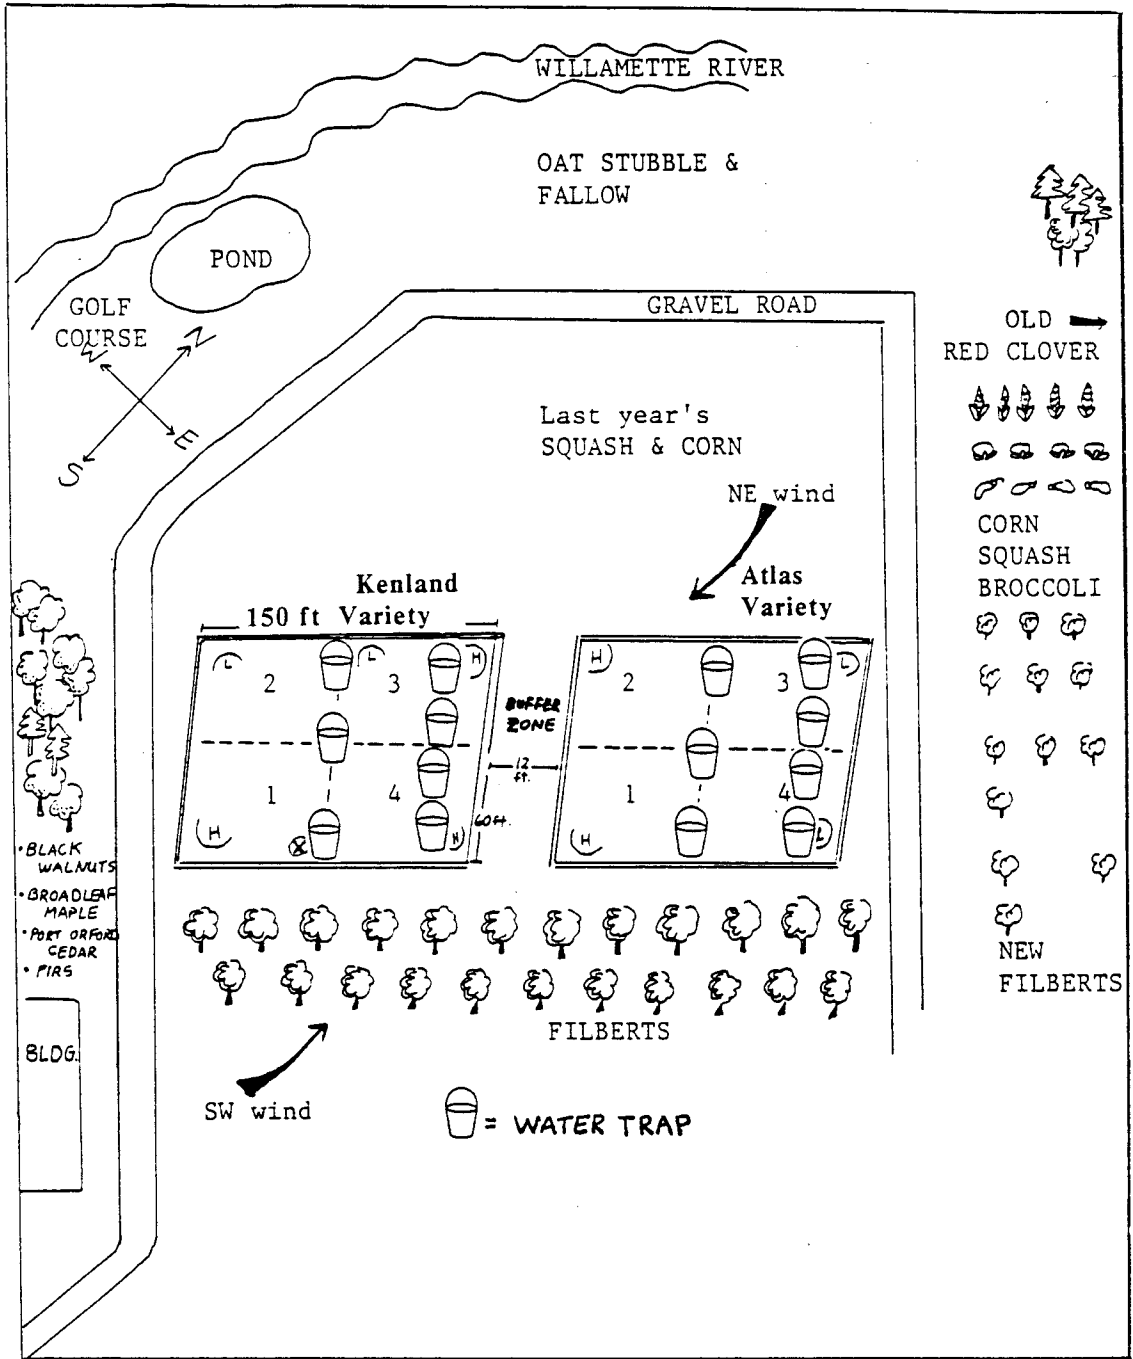 WILLAMETTE RIVER
OAT STUBBLE &
FALLOW
POND
GOLF
COURSE
N
W
E
S
GRAVEL ROAD
OLD
RED CLOVER
Last year's
SQUASH & CORN
NE wind
CORN
SQUASH
BROCCOLI
Kenland
150 ft Variety
Atlas
Variety
L
2
L
3
H
BUFFER
ZONE
H
2
3
L
12
ft.
1
4
H
H
60 ft.
1
4
H
L
• BLACK
WALNUTS
• BROADLEAF
MAPLE
• PORT ORFORD
CEDAR
• FIRS
NEW
FILBERTS
FILBERTS
BLDG.
SW wind
= WATER TRAP